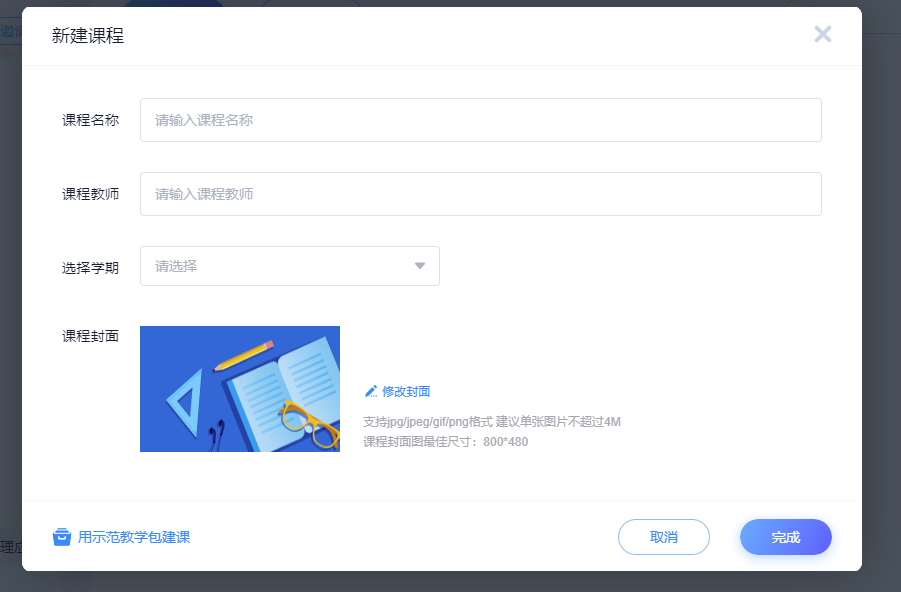 新建课程
课程名称
请输入课程名称
课程教师
请输入课程教师
选择学期
请选择
课程封面
修改封面
支持jpg/jpeg/gif/png格式 建议单张图片不超过4M
课程封面图最佳尺寸：800*480
用示范教学包建课
取消
完成